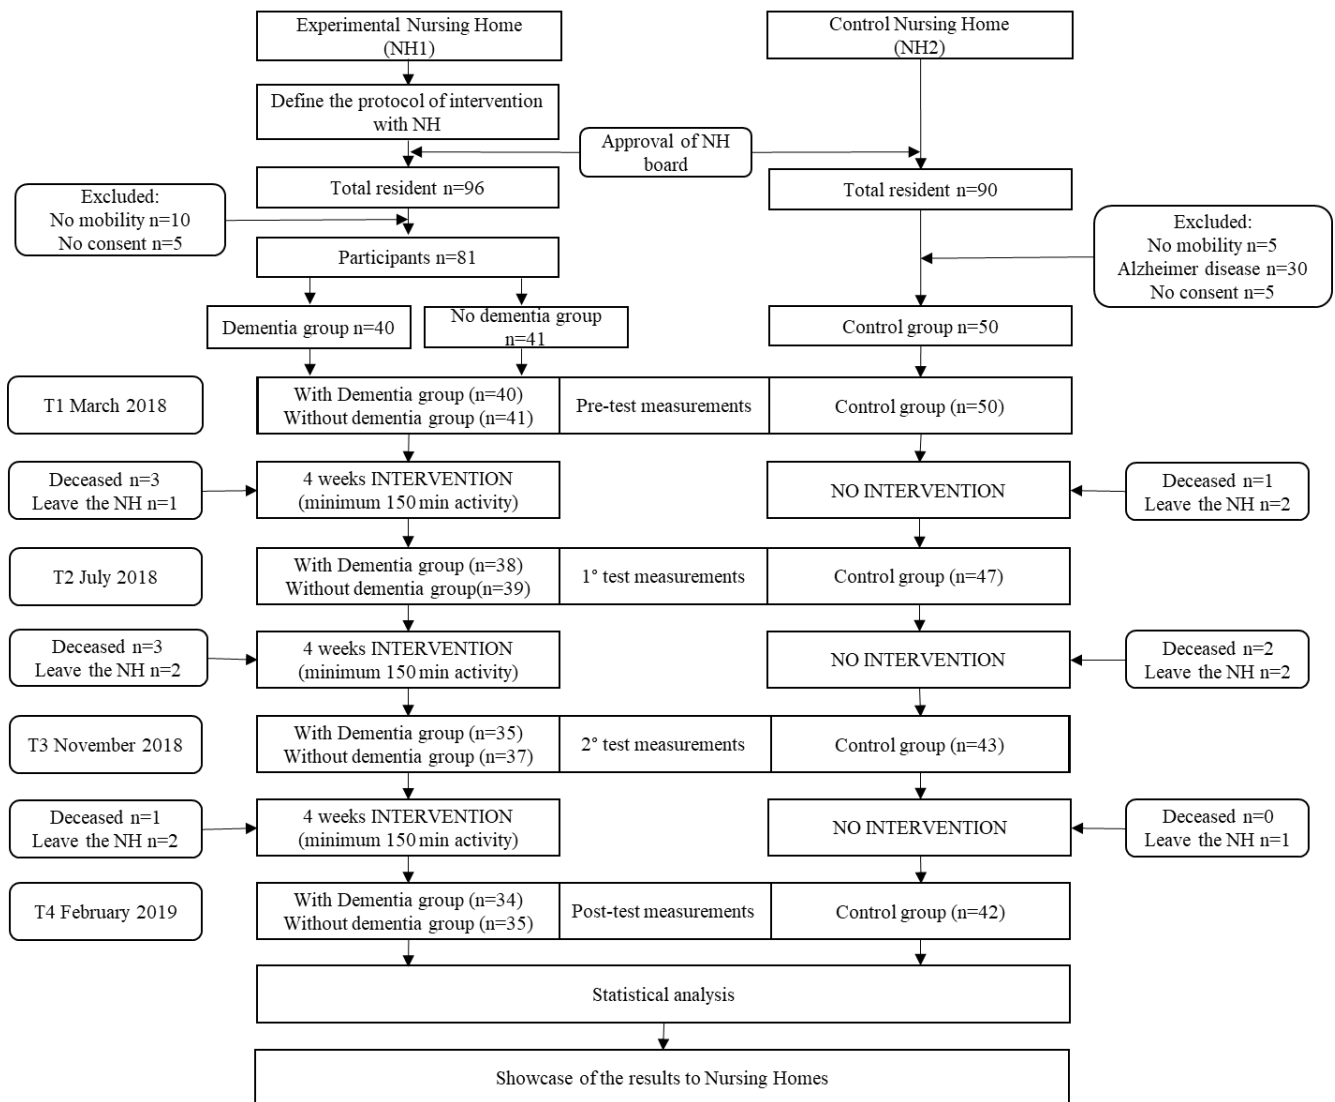 Experimental Nursing Home
(NH1)
Control Nursing Home
(NH2)
Define the protocol of intervention
with NH
Approval of NH
board
Total resident n=96
Total resident n=90
Excluded:
No mobility n=10
No consent n=5
Excluded:
No mobility n=5
Alzheimer disease n=30
No consent n=5
Participants n=81
Dementia group n=40
No dementia group
n=41
Control group n=50
T1 March 2018
With Dementia group (n=40)
Without dementia group (n=41)
Pre-test measurements
Control group (n=50)
Deceased n=3
Leave the NH n=1
4 weeks INTERVENTION
(minimum 150 min activity)
NO INTERVENTION
Deceased n=1
Leave the NH n=2
T2 July 2018
With Dementia group (n=38)
Without dementia group(n=39)
1° test measurements
Control group (n=47)
Deceased n=3
Leave the NH n=2
4 weeks INTERVENTION
(minimum 150 min activity)
NO INTERVENTION
Deceased n=2
Leave the NH n=2
T3 November 2018
With Dementia group (n=35)
Without dementia group (n=37)
2° test measurements
Control group (n=43)
Deceased n=1
Leave the NH n=2
4 weeks INTERVENTION
(minimum 150 min activity)
NO INTERVENTION
Deceased n=0
Leave the NH n=1
T4 February 2019
With Dementia group (n=34)
Without dementia group (n=35)
Post-test measurements
Control group (n=42)
Statistical analysis
Showcase of the results to Nursing Homes